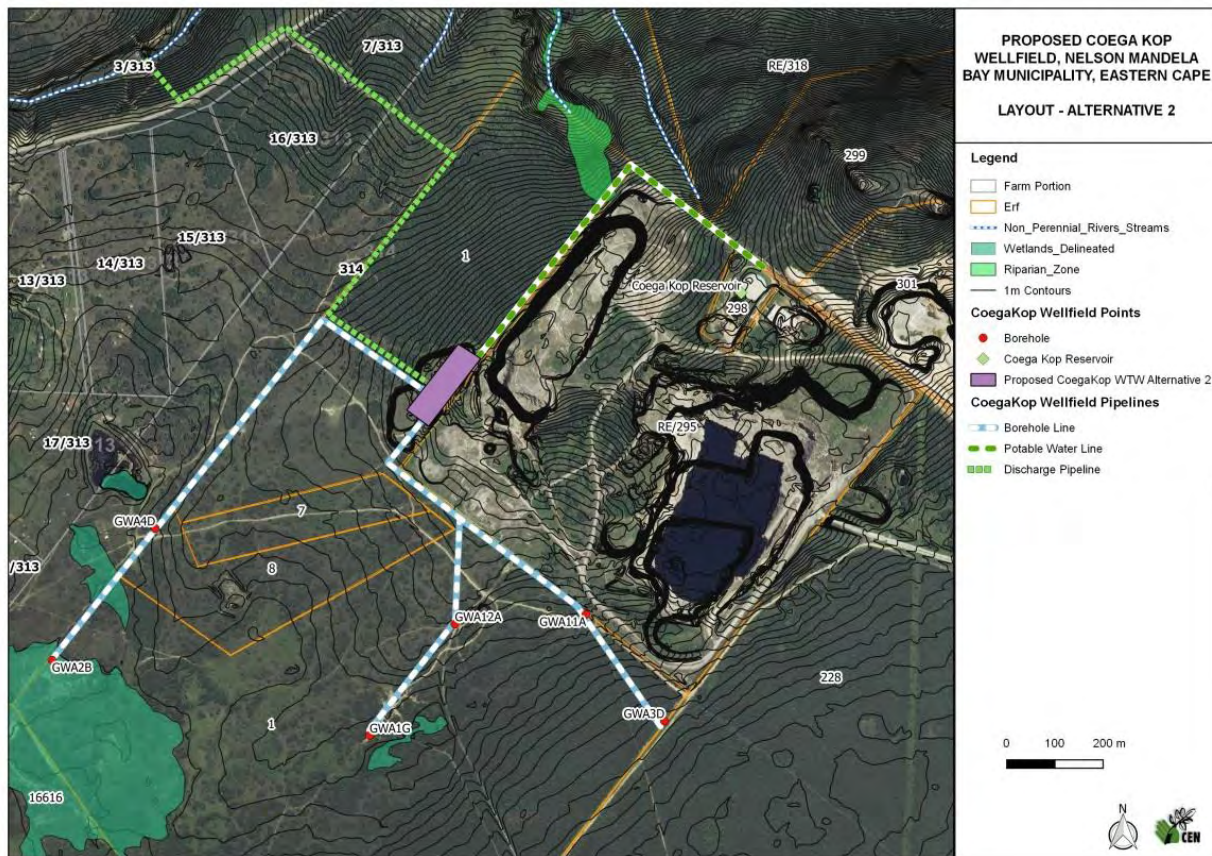 PROPOSED COEGA KOP
WELLFIELD, NELSON MANDELA
BAY MUNICIPALITY, EASTERN CAPE
LAYOUT - ALTERNATIVE 2
Legend
Farm Portion
Erf
Non_Perennial_Rivers_Streams
Wetlands_Delineated
Riparian_Zone
1m Contours
CoegaKop Wellfield Points
Borehole
Coega Kop Reservoir
Proposed CoegaKop WTW Alternative 2
CoegaKop Wellfield Pipelines
Borehole Line
Potable Water Line
Discharge Pipeline
0 100 200 m
N
CEN
3/313
7/313
RE/318
16/313
299
15/313
14/313
13/313
314
1
Coega Kop Reservoir
298
301
17/313
RE/295
GWA4D
7
/313
8
GWA12A
GWA11A
GWA2B
228
GWA3D
1
GWA1G
16616